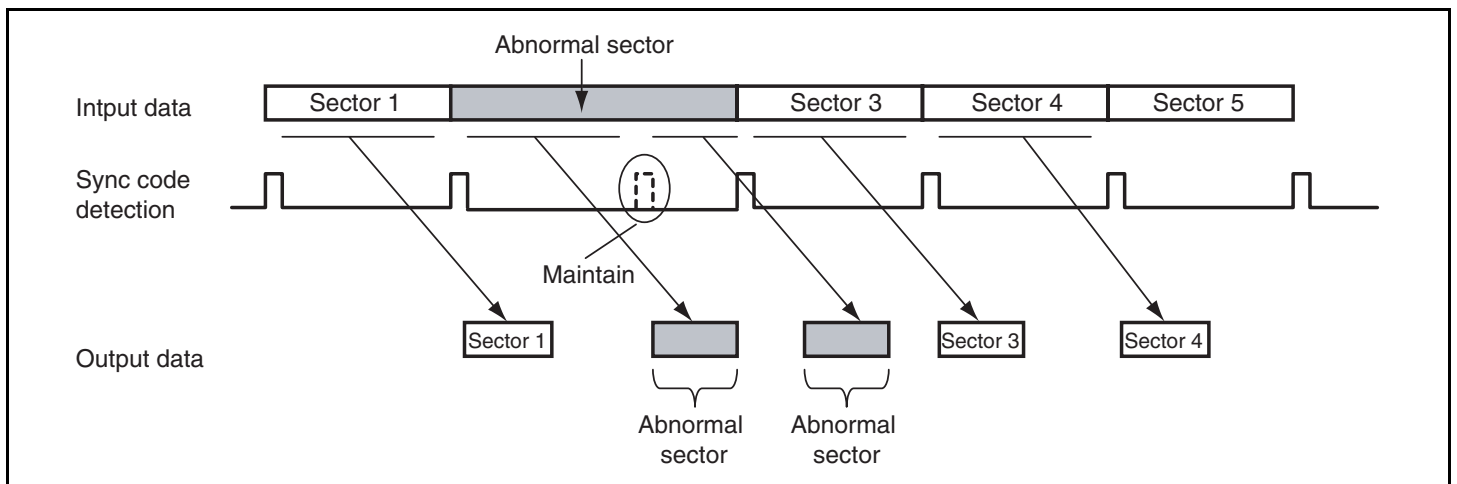 Abnormal sector
Intput data
Sector 1
Sector 3
Sector 4
Sector 5
Sync code
detection
Maintain
Output data
Sector 1
Sector 3
Sector 4
Abnormal
sector
Abnormal
sector